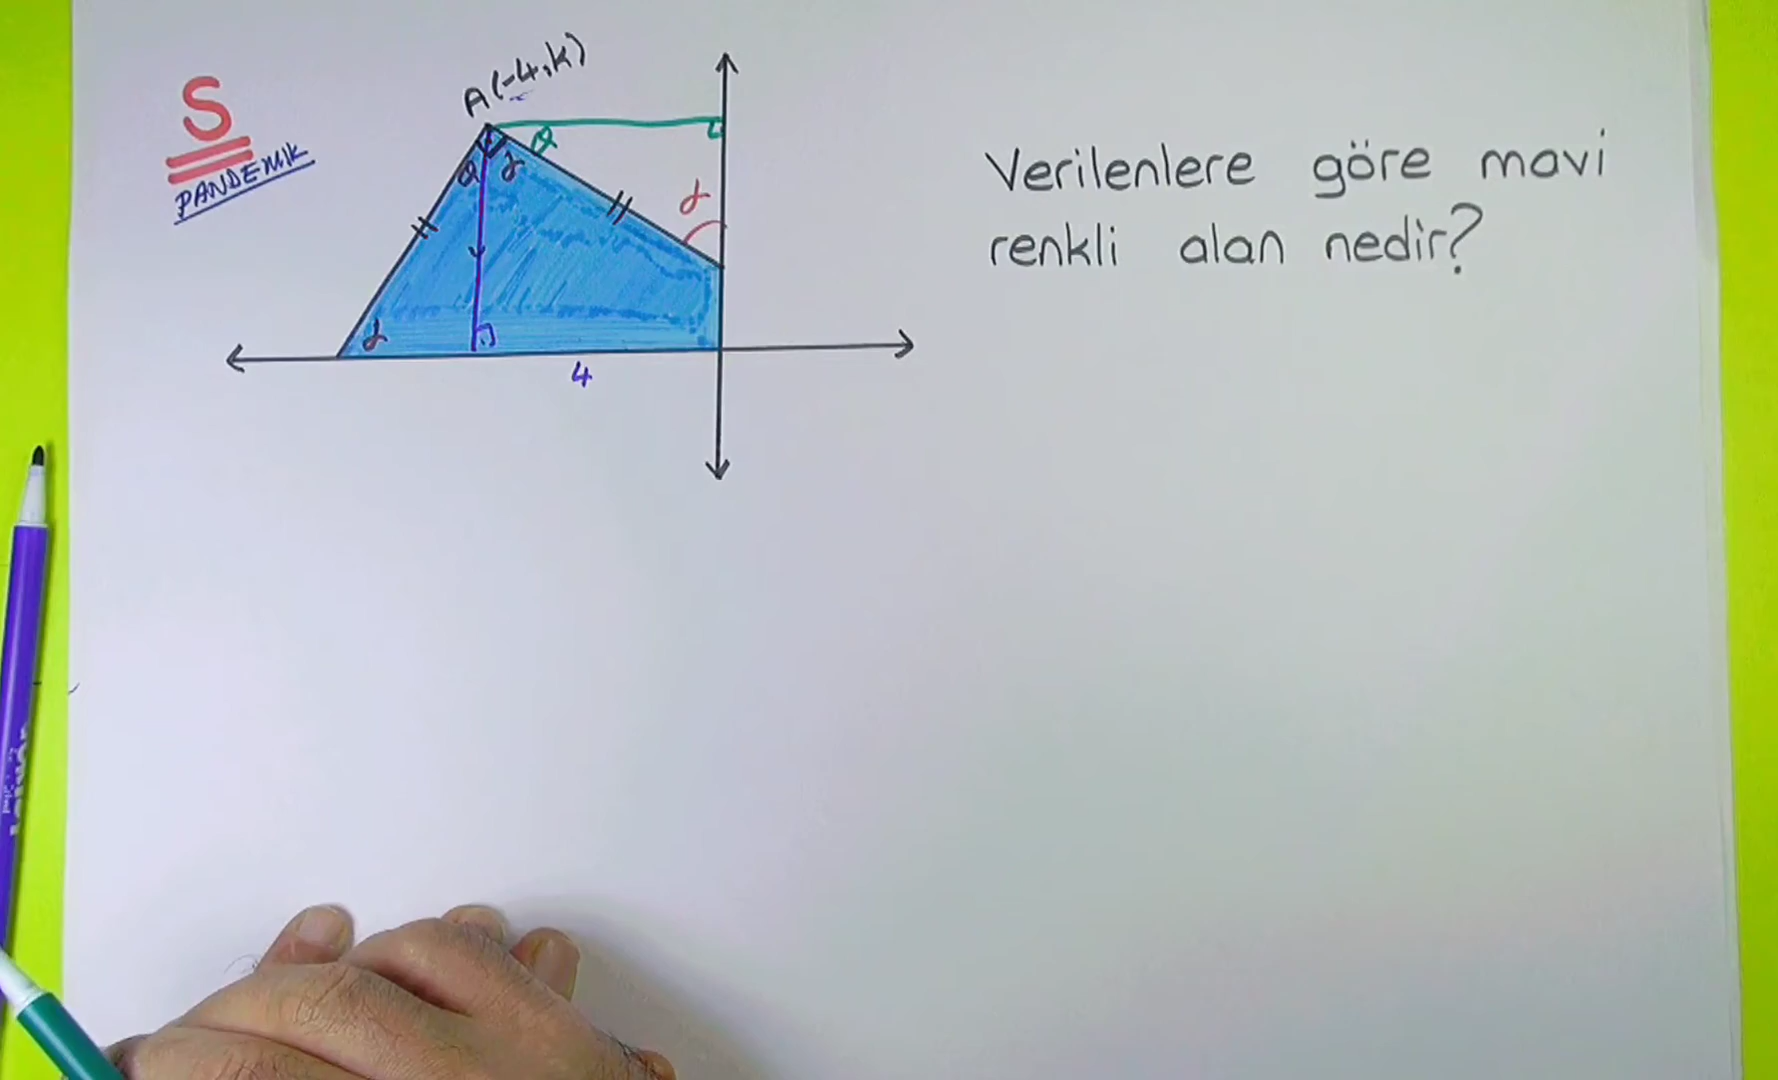 S
PANDEMİK
A(-4,k)
α
α
γ
γ
γ
4
Verilenlere göre mavi
renkli alan nedir?